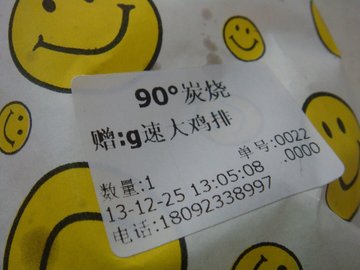 90°炭烧
赠:g速大鸡排
单号:0022
数量:1
.0000
13-12-25 13:05:08
电话:18092338997